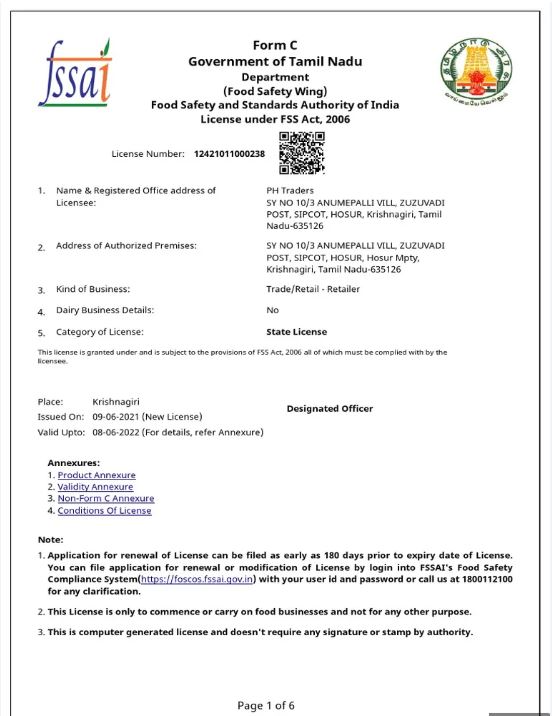 fssai
Form C
Government of Tamil Nadu
Department
(Food Safety Wing)
Food Safety and Standards Authority of India
License under FSS Act, 2006
License Number: 12421011000238
1. Name & Registered Office address of Licensee:
PH Traders
SY NO 10/3 ANUMEPALLI VILL, ZUZUVADI
POST, SIPCOT, HOSUR, Krishnagiri, Tamil
Nadu-635126
2. Address of Authorized Premises:
SY NO 10/3 ANUMEPALLI VILL, ZUZUVADI
POST, SIPCOT, HOSUR, Hosur Mpty,
Krishnagiri, Tamil Nadu-635126
3. Kind of Business: Trade/Retail - Retailer
4. Dairy Business Details: No
5. Category of License: State License
This license is granted under and is subject to the provisions of FSS Act, 2006 all of which must be complied with by the
licensee.
Place: Krishnagiri
Issued On: 09-06-2021 (New License)
Designated Officer
Valid Upto: 08-06-2022 (For details, refer Annexure)
Annexures:
1. Product Annexure
2. Validity Annexure
3. Non-Form C Annexure
4. Conditions Of License
Note:
1. Application for renewal of License can be filed as early as 180 days prior to expiry date of License.
You can file application for renewal or modification of License by login into FSSAI's Food Safety
Compliance System(https://foscos.fssai.gov.in) with your user id and password or call us at 1800112100
for any clarification.
2. This License is only to commence or carry on food businesses and not for any other purpose.
3. This is computer generated license and doesn't require any signature or stamp by authority.
Page 1 of 6